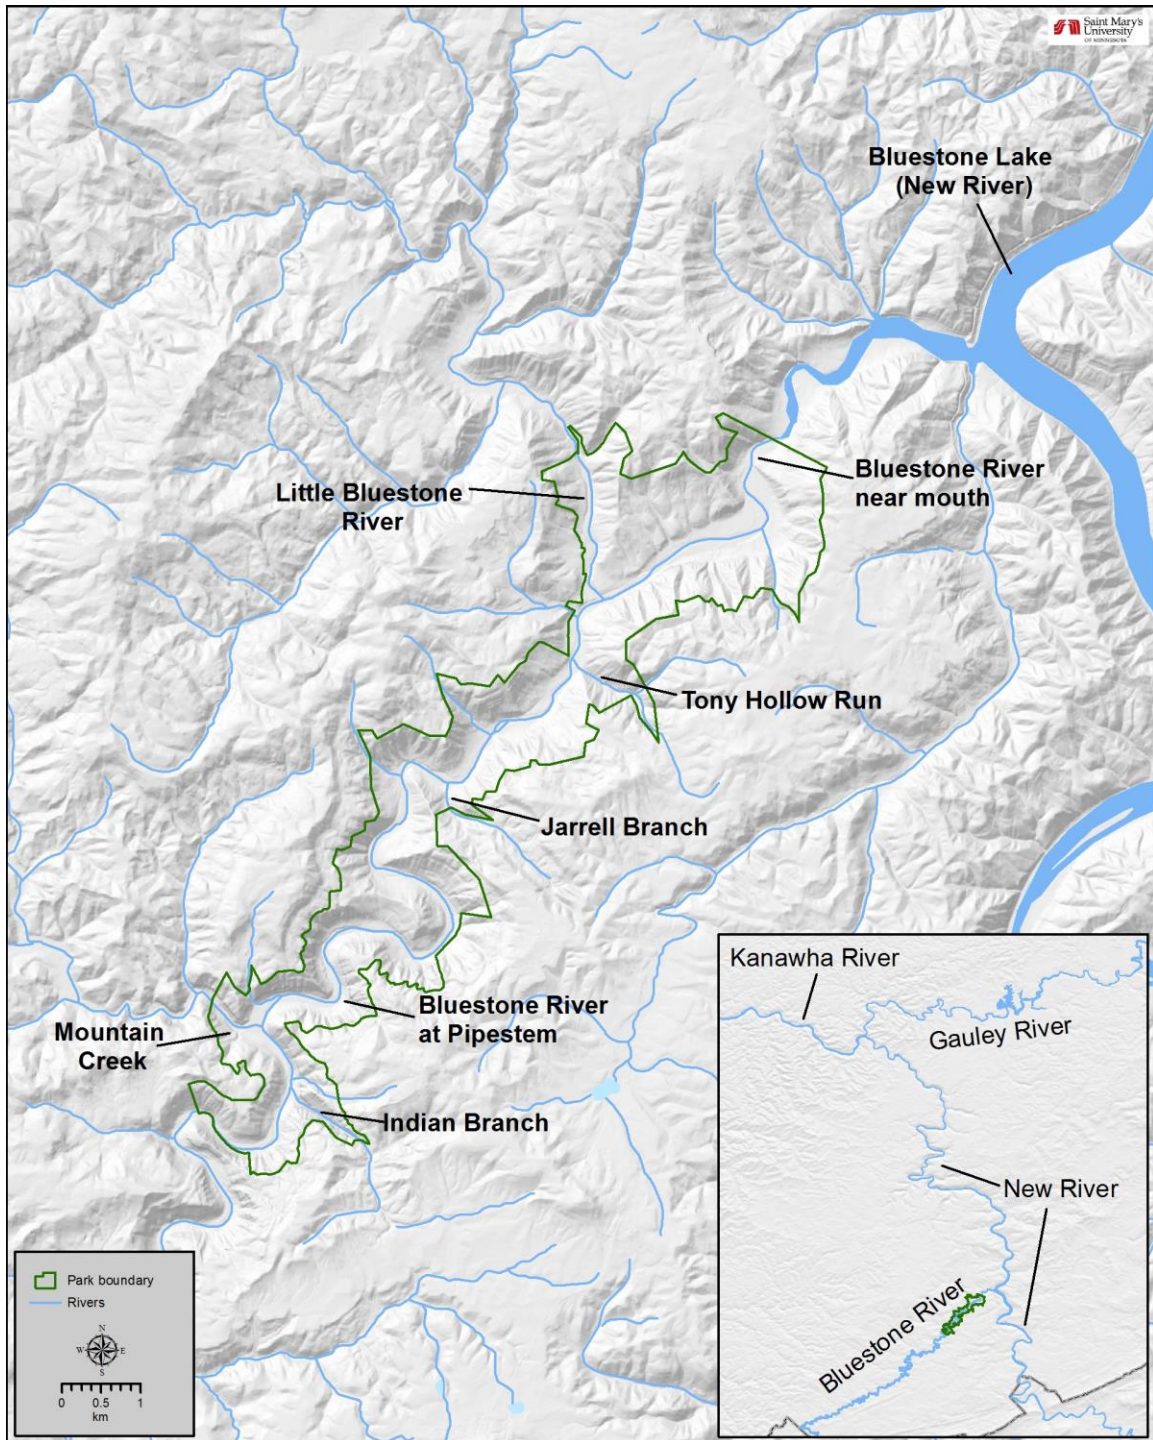 Saint Mary's
University
OF MINNESOTA
Bluestone Lake
(New River)
Bluestone River
near mouth
Little Bluestone
River
Tony Hollow Run
Jarrell Branch
Bluestone River
at Pipestem
Mountain
Creek
Indian Branch
Kanawha River
Gauley River
New River
Bluestone River
Park boundary
Rivers
N
W E
S
0 0.5 1
km